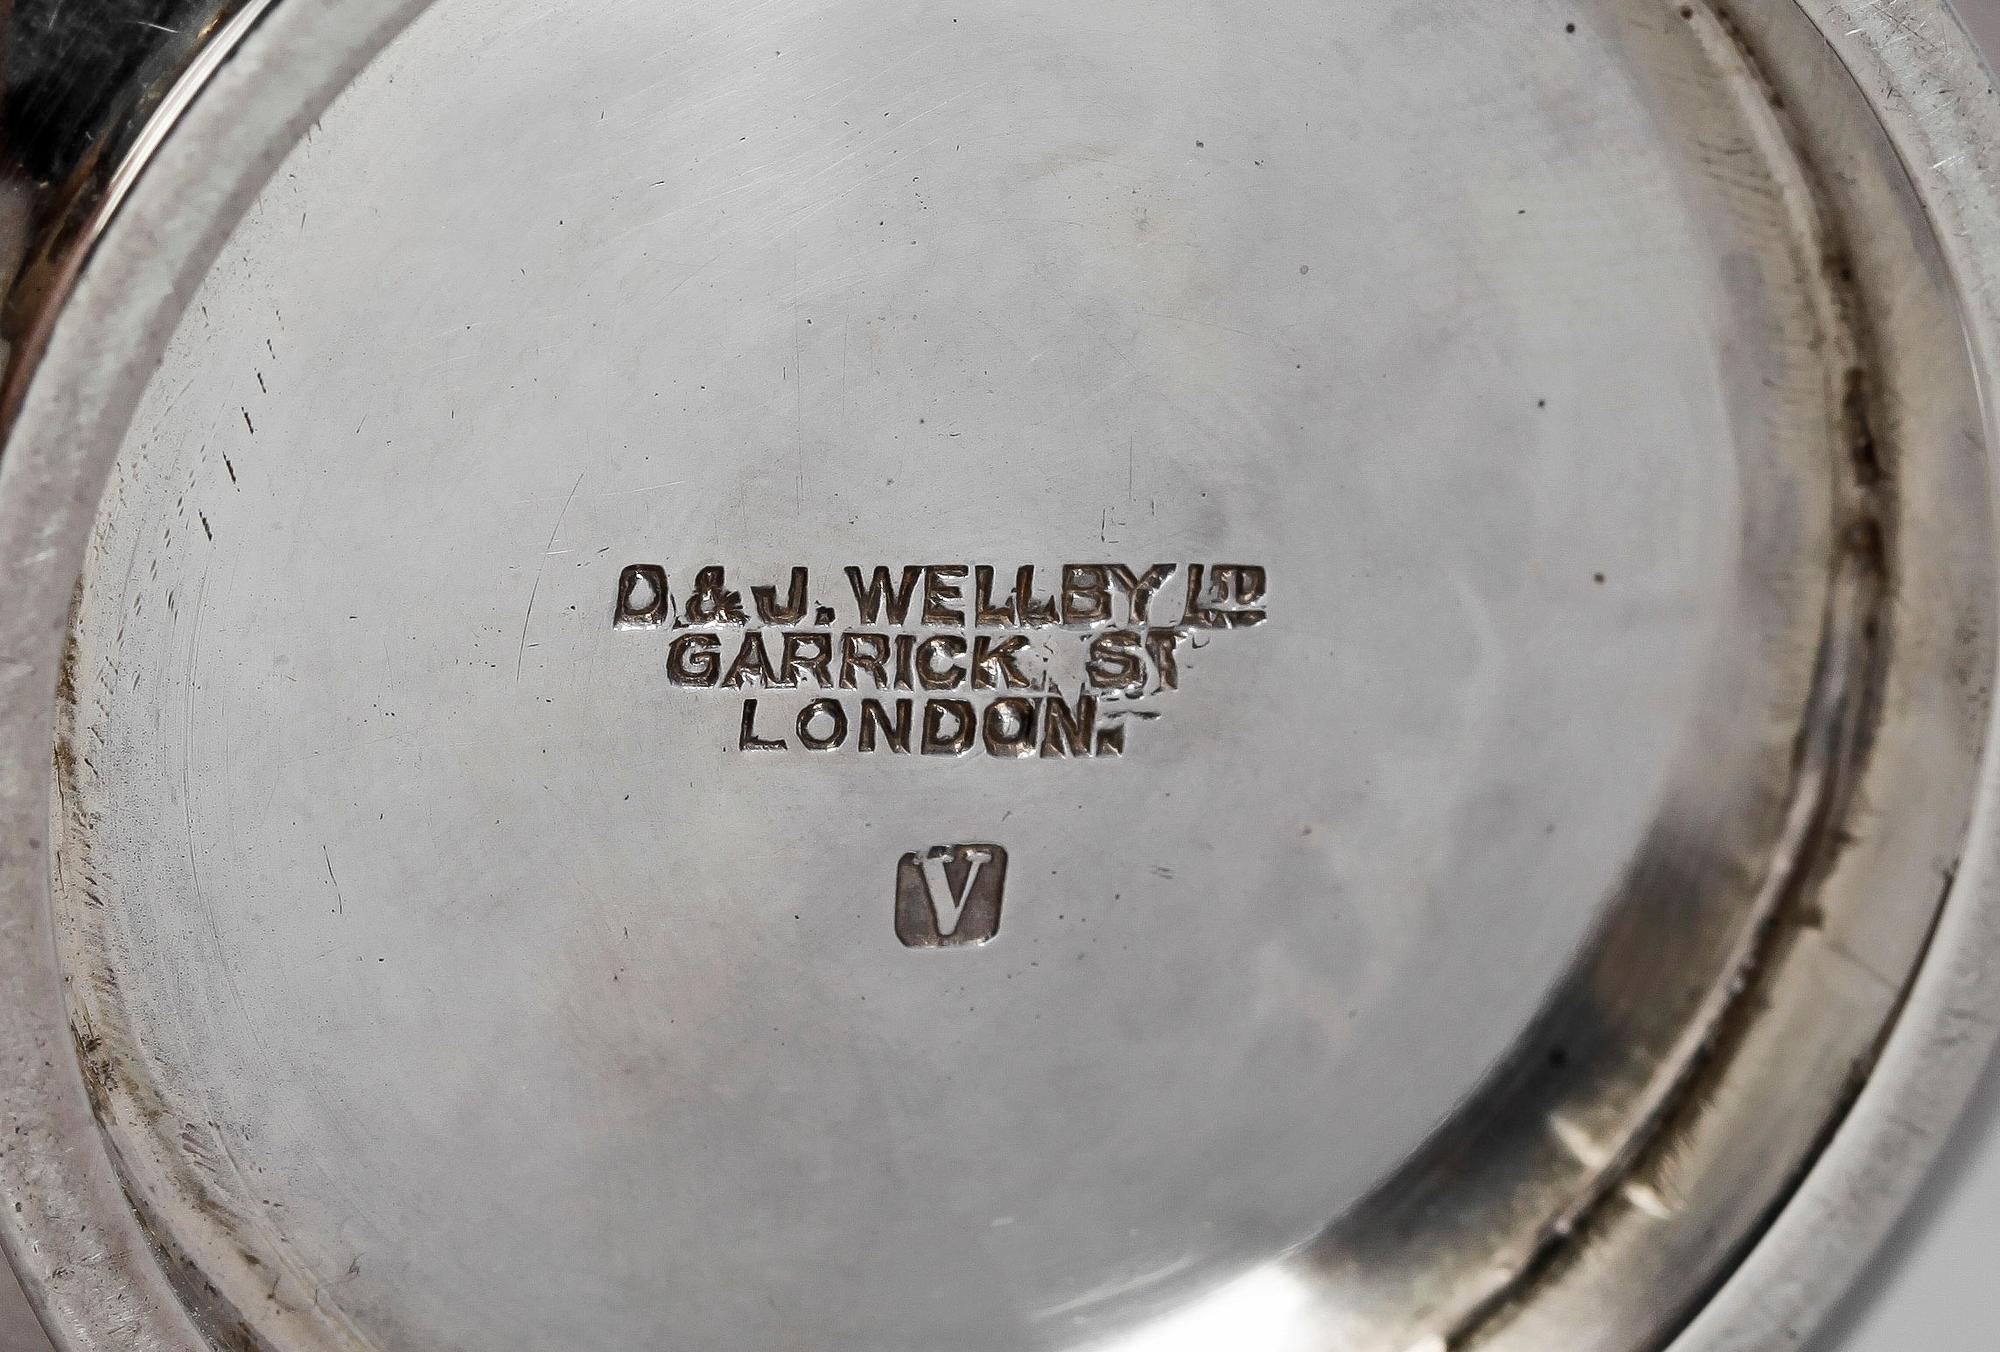 D. & J. WELLBY LTD
GARRICK ST
LONDON.
V